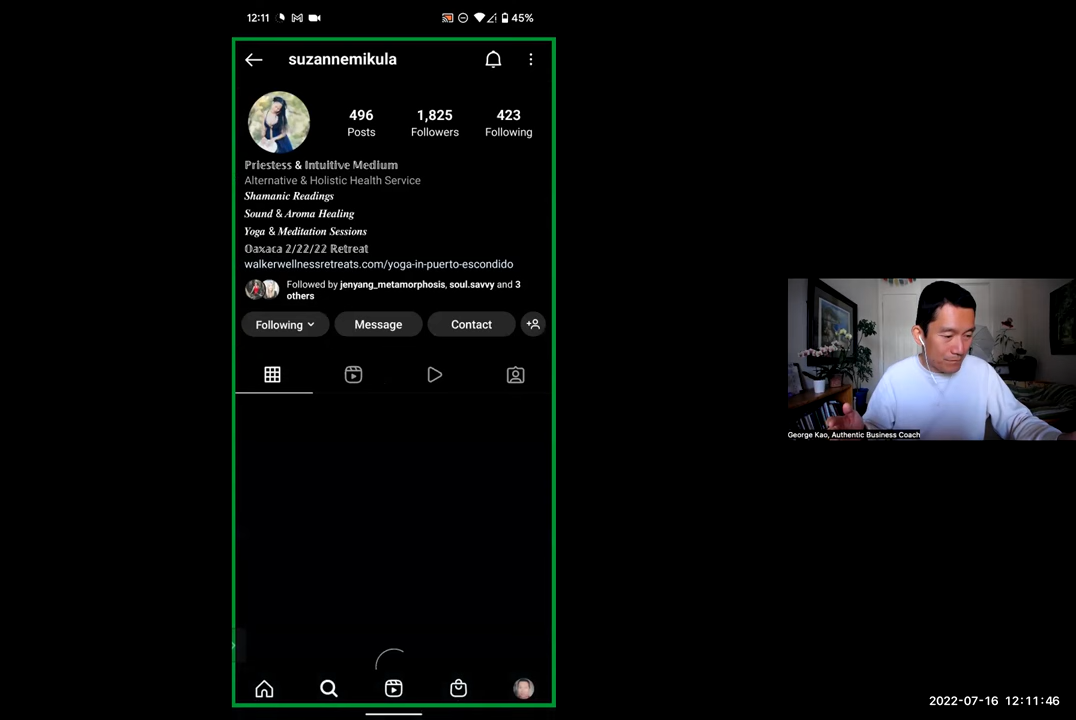 12:11
45%
suzannemikula
496
1,825
423
Posts
Followers
Following
ℙ𝕣𝕚𝕖𝕤𝕥𝕖𝕤𝕤 & 𝕀𝕟𝕥𝕦𝕚𝕥𝕚𝕧𝕖 𝕄𝕖𝕕𝕚𝕦𝕞
Alternative & Holistic Health Service
𝑺𝒉𝒂𝒎𝒂𝒏𝒊𝒄 𝑹𝒆𝒂𝒅𝒊𝒏𝒈𝒔
𝑺𝒐𝒖𝒏𝒅 & 𝑨𝒓𝒐𝒎𝒂 𝑯𝒆𝒂𝒍𝒊𝒏𝒈
𝒀𝒐𝒈𝒂 & 𝑴𝒆𝒅𝒊𝒕𝒂𝒕𝒊𝒐𝒏 𝑺𝒆𝒔𝒔𝒊𝒐𝒏𝒔
𝕆𝕒𝕩𝕒𝕔𝕒 𝟚/𝟚𝟚/𝟚𝟚 ℝ𝕖𝕥𝕣𝕖𝕒𝕥
walkerwellnessretreats.com/yoga-in-puerto-escondido
Followed by jenyang_metamorphosis, soul.savvy and 3
others
Following
Message
Contact
George Kao, Authentic Business Coach
2022-07-16 12:11:46